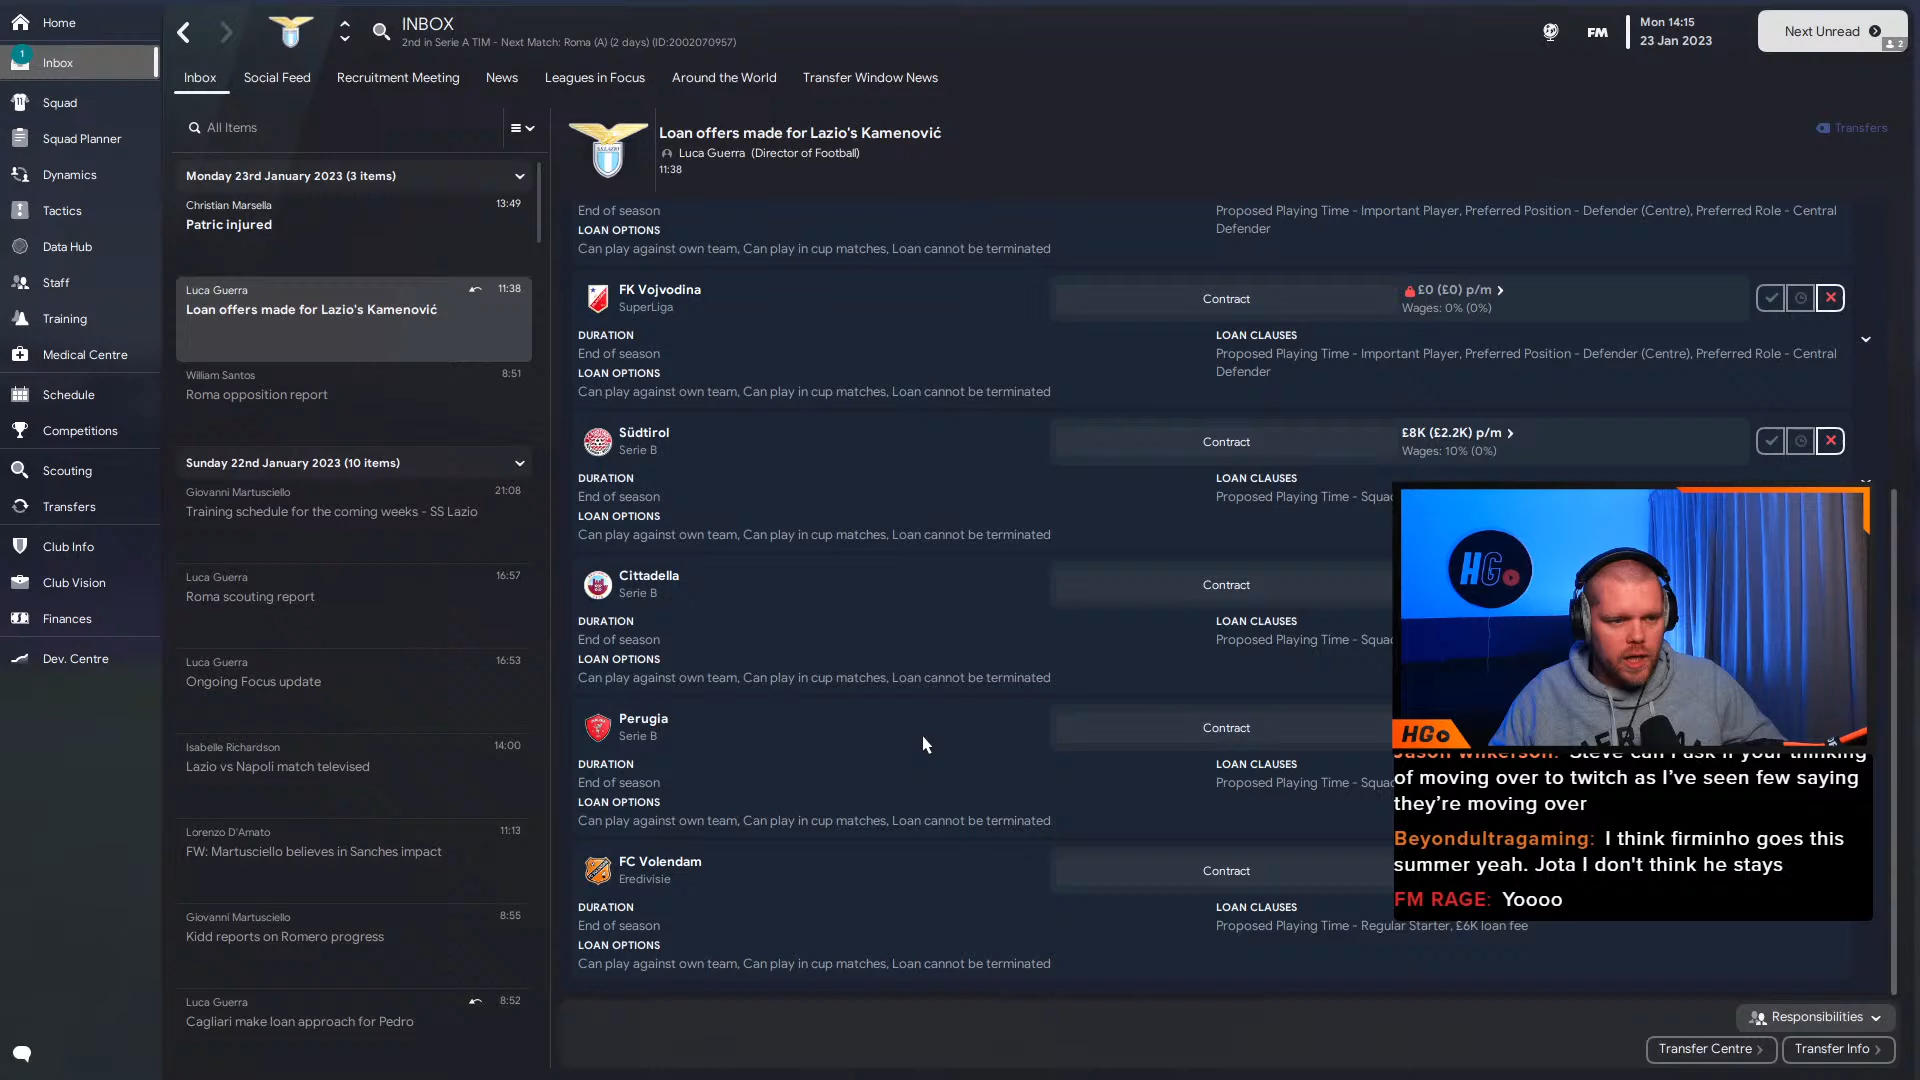 Home
INBOX
2nd in Serie A TIM - Next Match: Roma (A) (2 days) (ID:2002070957)
FM
Mon 14:15
23 Jan 2023
Next Unread
2
1
Inbox
Squad
Squad Planner
Dynamics
Tactics
Data Hub
Staff
Training
Medical Centre
Schedule
Competitions
Scouting
Transfers
Club Info
Club Vision
Finances
Dev. Centre
Inbox
Social Feed
Recruitment Meeting
News
Leagues in Focus
Around the World
Transfer Window News
All Items
Monday 23rd January 2023 (3 items)
Christian Marsella 13:49
Patric injured
Luca Guerra 11:38
Loan offers made for Lazio's Kamenović
William Santos 8:51
Roma opposition report
Sunday 22nd January 2023 (10 items)
Giovanni Martusciello 21:08
Training schedule for the coming weeks - SS Lazio
Luca Guerra 16:57
Roma scouting report
Luca Guerra 16:53
Ongoing Focus update
Isabelle Richardson 14:00
Lazio vs Napoli match televised
Lorenzo D'Amato 11:13
FW: Martusciello believes in Sanches impact
Giovanni Martusciello 8:55
Kidd reports on Romero progress
Luca Guerra 8:52
Cagliari make loan approach for Pedro
Loan offers made for Lazio's Kamenović
Luca Guerra (Director of Football)
11:38
Transfers
End of season
LOAN OPTIONS
Can play against own team, Can play in cup matches, Loan cannot be terminated
Proposed Playing Time - Important Player, Preferred Position - Defender (Centre), Preferred Role - Central
Defender
FK Vojvodina
SuperLiga
Contract
£0 (£0) p/m
Wages: 0% (0%)
DURATION
End of season
LOAN OPTIONS
Can play against own team, Can play in cup matches, Loan cannot be terminated
LOAN CLAUSES
Proposed Playing Time - Important Player, Preferred Position - Defender (Centre), Preferred Role - Central
Defender
Südtirol
Serie B
Contract
£8K (£2.2K) p/m
Wages: 10% (0%)
DURATION
End of season
LOAN OPTIONS
Can play against own team, Can play in cup matches, Loan cannot be terminated
LOAN CLAUSES
Proposed Playing Time - Squa
Cittadella
Serie B
Contract
DURATION
End of season
LOAN OPTIONS
Can play against own team, Can play in cup matches, Loan cannot be terminated
LOAN CLAUSES
Proposed Playing Time - Squa
Perugia
Serie B
Contract
DURATION
End of season
LOAN OPTIONS
Can play against own team, Can play in cup matches, Loan cannot be terminated
LOAN CLAUSES
Proposed Playing Time - Squa
FC Volendam
Eredivisie
Contract
DURATION
End of season
LOAN OPTIONS
Can play against own team, Can play in cup matches, Loan cannot be terminated
LOAN CLAUSES
Proposed Playing Time - Regular Starter, £6K loan fee
HG
HG
Jason Wilkerson: Steve can I ask if your thinking
of moving over to twitch as I've seen few saying
they're moving over
Beyondultragaming: I think firminho goes this
summer yeah. Jota I don't think he stays
FM RAGE: Yoooo
Responsibilities
Transfer Centre
Transfer Info